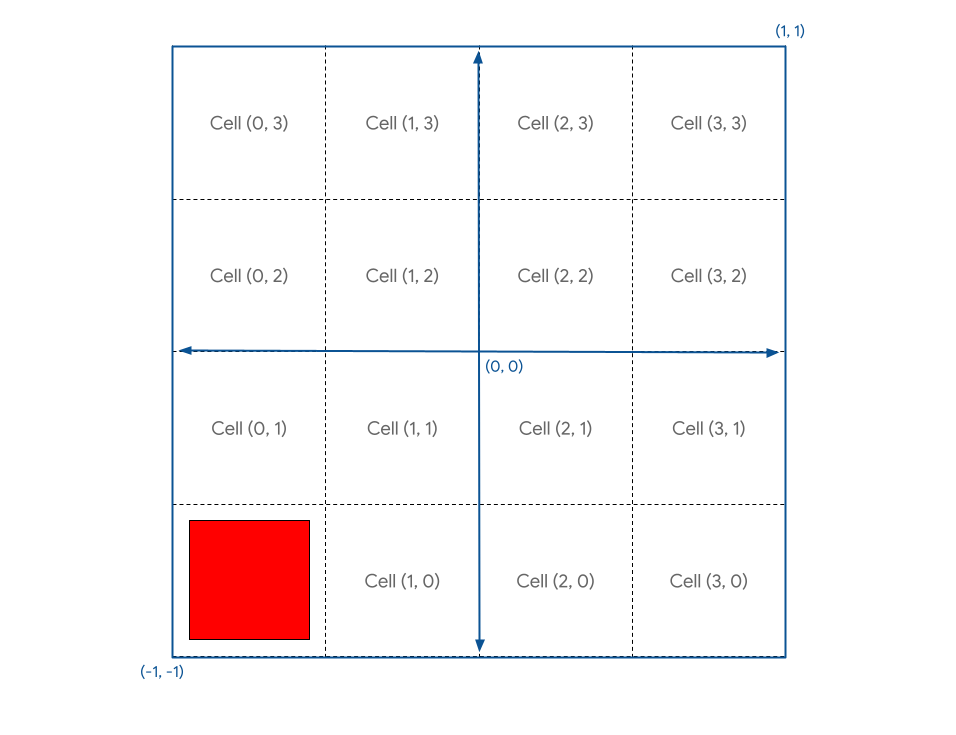 (1, 1)
Cell (0, 3) Cell (1, 3) Cell (2, 3) Cell (3, 3)
Cell (0, 2) Cell (1, 2) Cell (2, 2) Cell (3, 2)
(0, 0)
Cell (0, 1) Cell (1, 1) Cell (2, 1) Cell (3, 1)
Cell (1, 0) Cell (2, 0) Cell (3, 0)
(-1, -1)